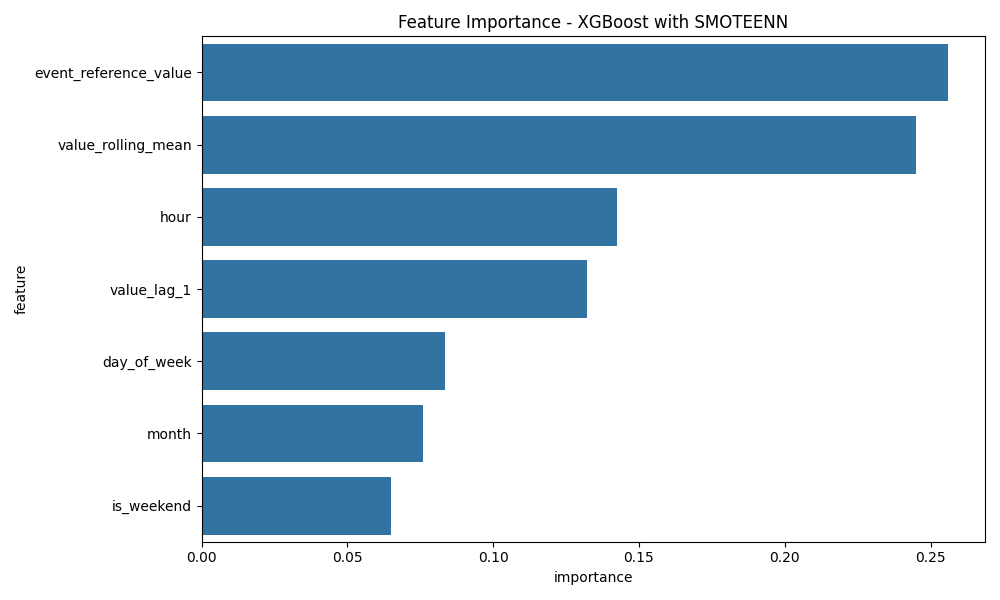 Feature Importance - XGBoost with SMOTEENN
event_reference_value
value_rolling_mean
hour
value_lag_1
day_of_week
month
is_weekend
feature
0.00 0.05 0.10 0.15 0.20 0.25
importance